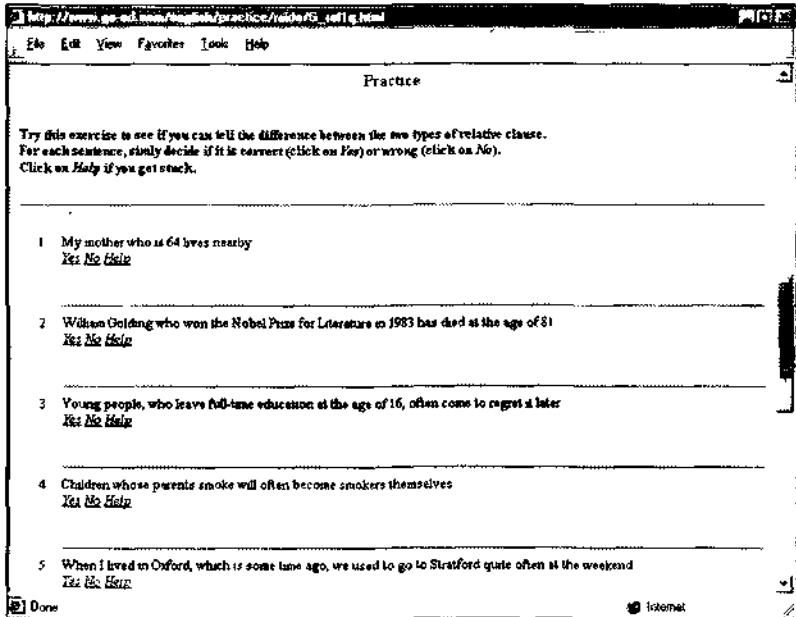 File Edit View Favorites Tools Help
Practice
Try this exercise to see if you can tell the difference between the two types of relative clause.
For each sentence, simly decide if it is correct (click on Yes) or wrong (click on No).
Click on Help if you get stuck.
1 My mother who is 64 lives nearby
Yes No Help
2 William Golding who won the Nobel Prize for Literature in 1983 has died at the age of 81
Yes No Help
3 Young people, who leave full-time education at the age of 16, often come to regret it later
Yes No Help
4 Children whose parents smoke will often become smokers themselves
Yes No Help
5 When I lived in Oxford, which is some time ago, we used to go to Stratford quite often at the weekend
Yes No Help
Done Internet